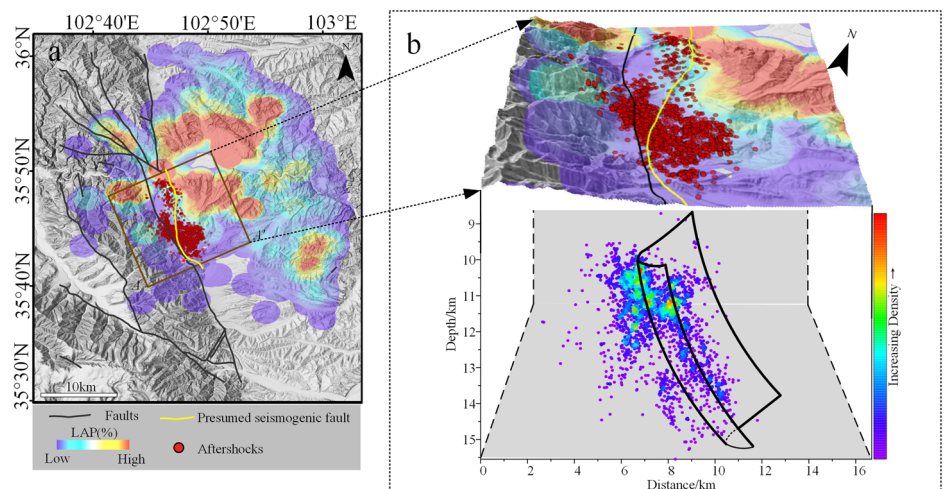 102°40'E
102°50'E
103°E
36°N
35°50'N
35°40'N
35°30'N
a
N
10km
Faults
Presumed seismogenic fault
LAP(%)
Low
High
Aftershocks
b
N
Depth/km
9
10
11
12
13
14
15
0
2
4
6
8
10
12
14
16
Distance/km
Increasing Density →